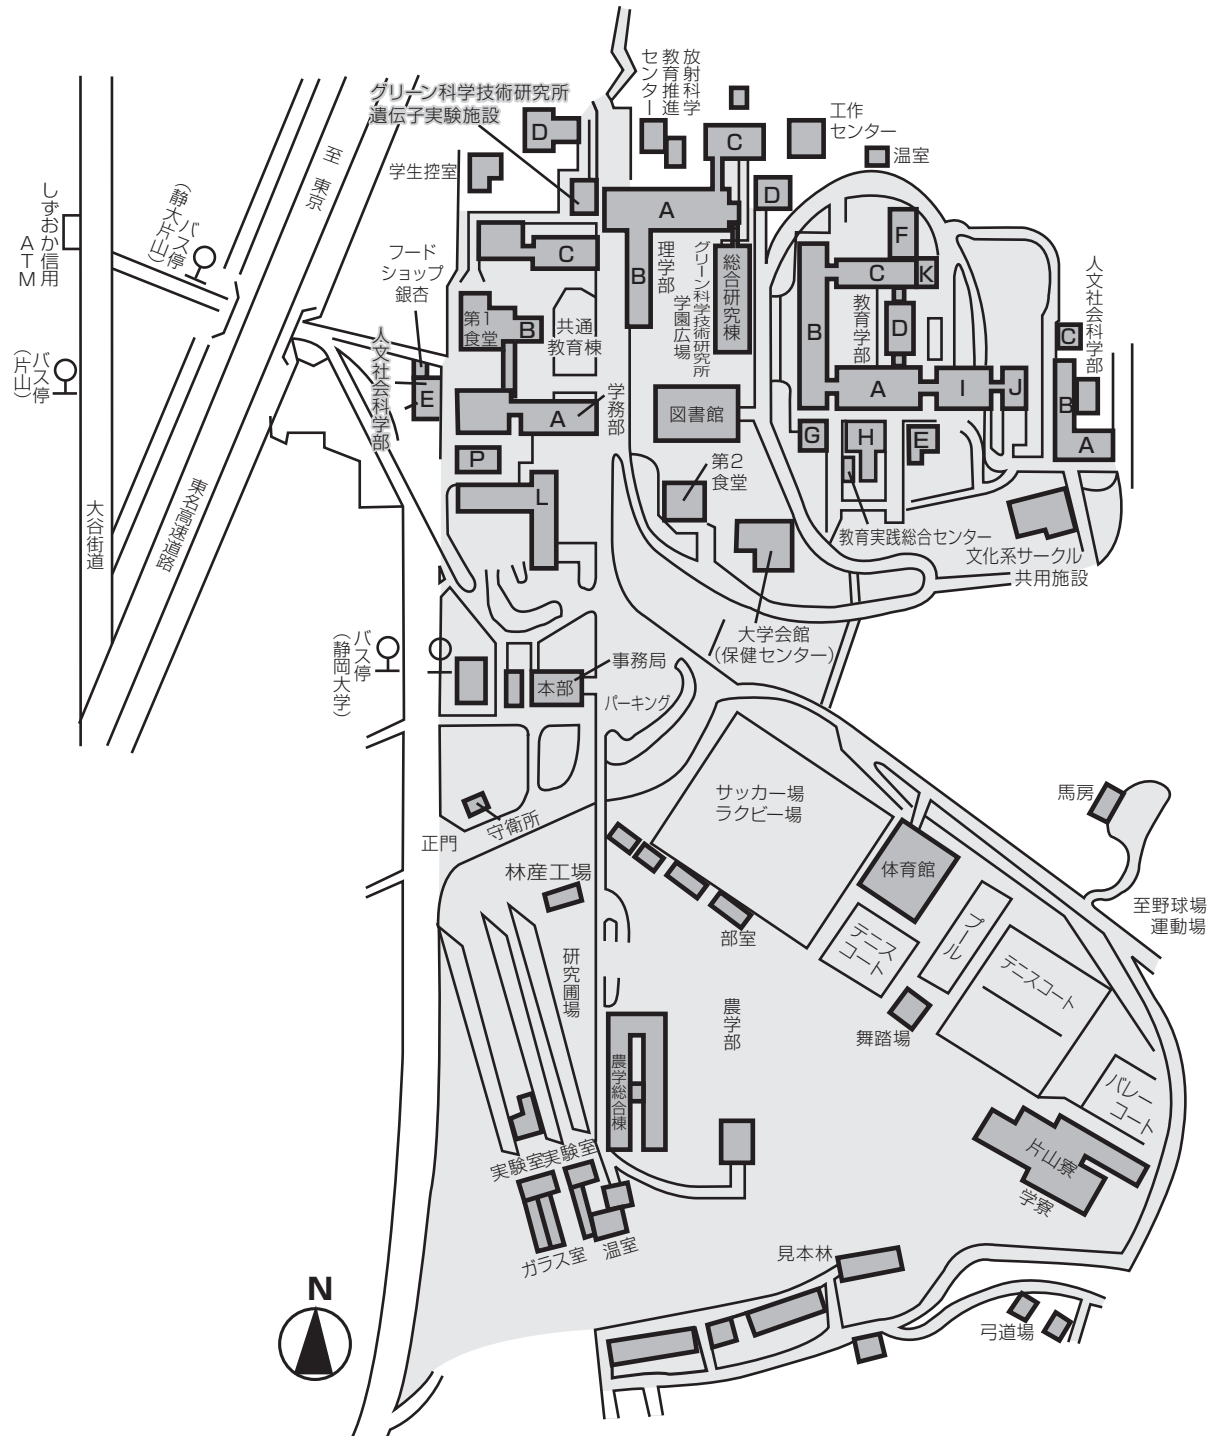 放射科学
教育推進
センター
グリーン科学技術研究所
遺伝子実験施設
D
C
工作
センター
温室
学生控室
D
A
至 東京
しずおか信用
ATM
バス停
(静大片山)
フード
ショップ
銀杏
C
B
理学部
グリーン科学技術研究所
学園広場
総合研究棟
F
C
K
教育学部
D
B
人文社会科学部
C
第1
食堂
B
共通
教育棟
バス停
(片山)
人文社会科学部
E
学務部
A
図書館
A
I
J
B
A
G
H
E
P
L
第2
食堂
大谷街道
東名高速道路
教育実践総合センター
文化系サークル
共用施設
大学会館
(保健センター)
バス停
(静岡大学)
事務局
本部
パーキング
サッカー場
ラクビー場
馬房
守衛所
正門
林産工場
体育館
至野球場
運動場
部室
テニス
コート
プール
テニスコート
研究圃場
農学部
舞踏場
農学総合棟
バレー
コート
片山寮
学寮
実験室
実験室
ガラス室
温室
見本林
弓道場
N